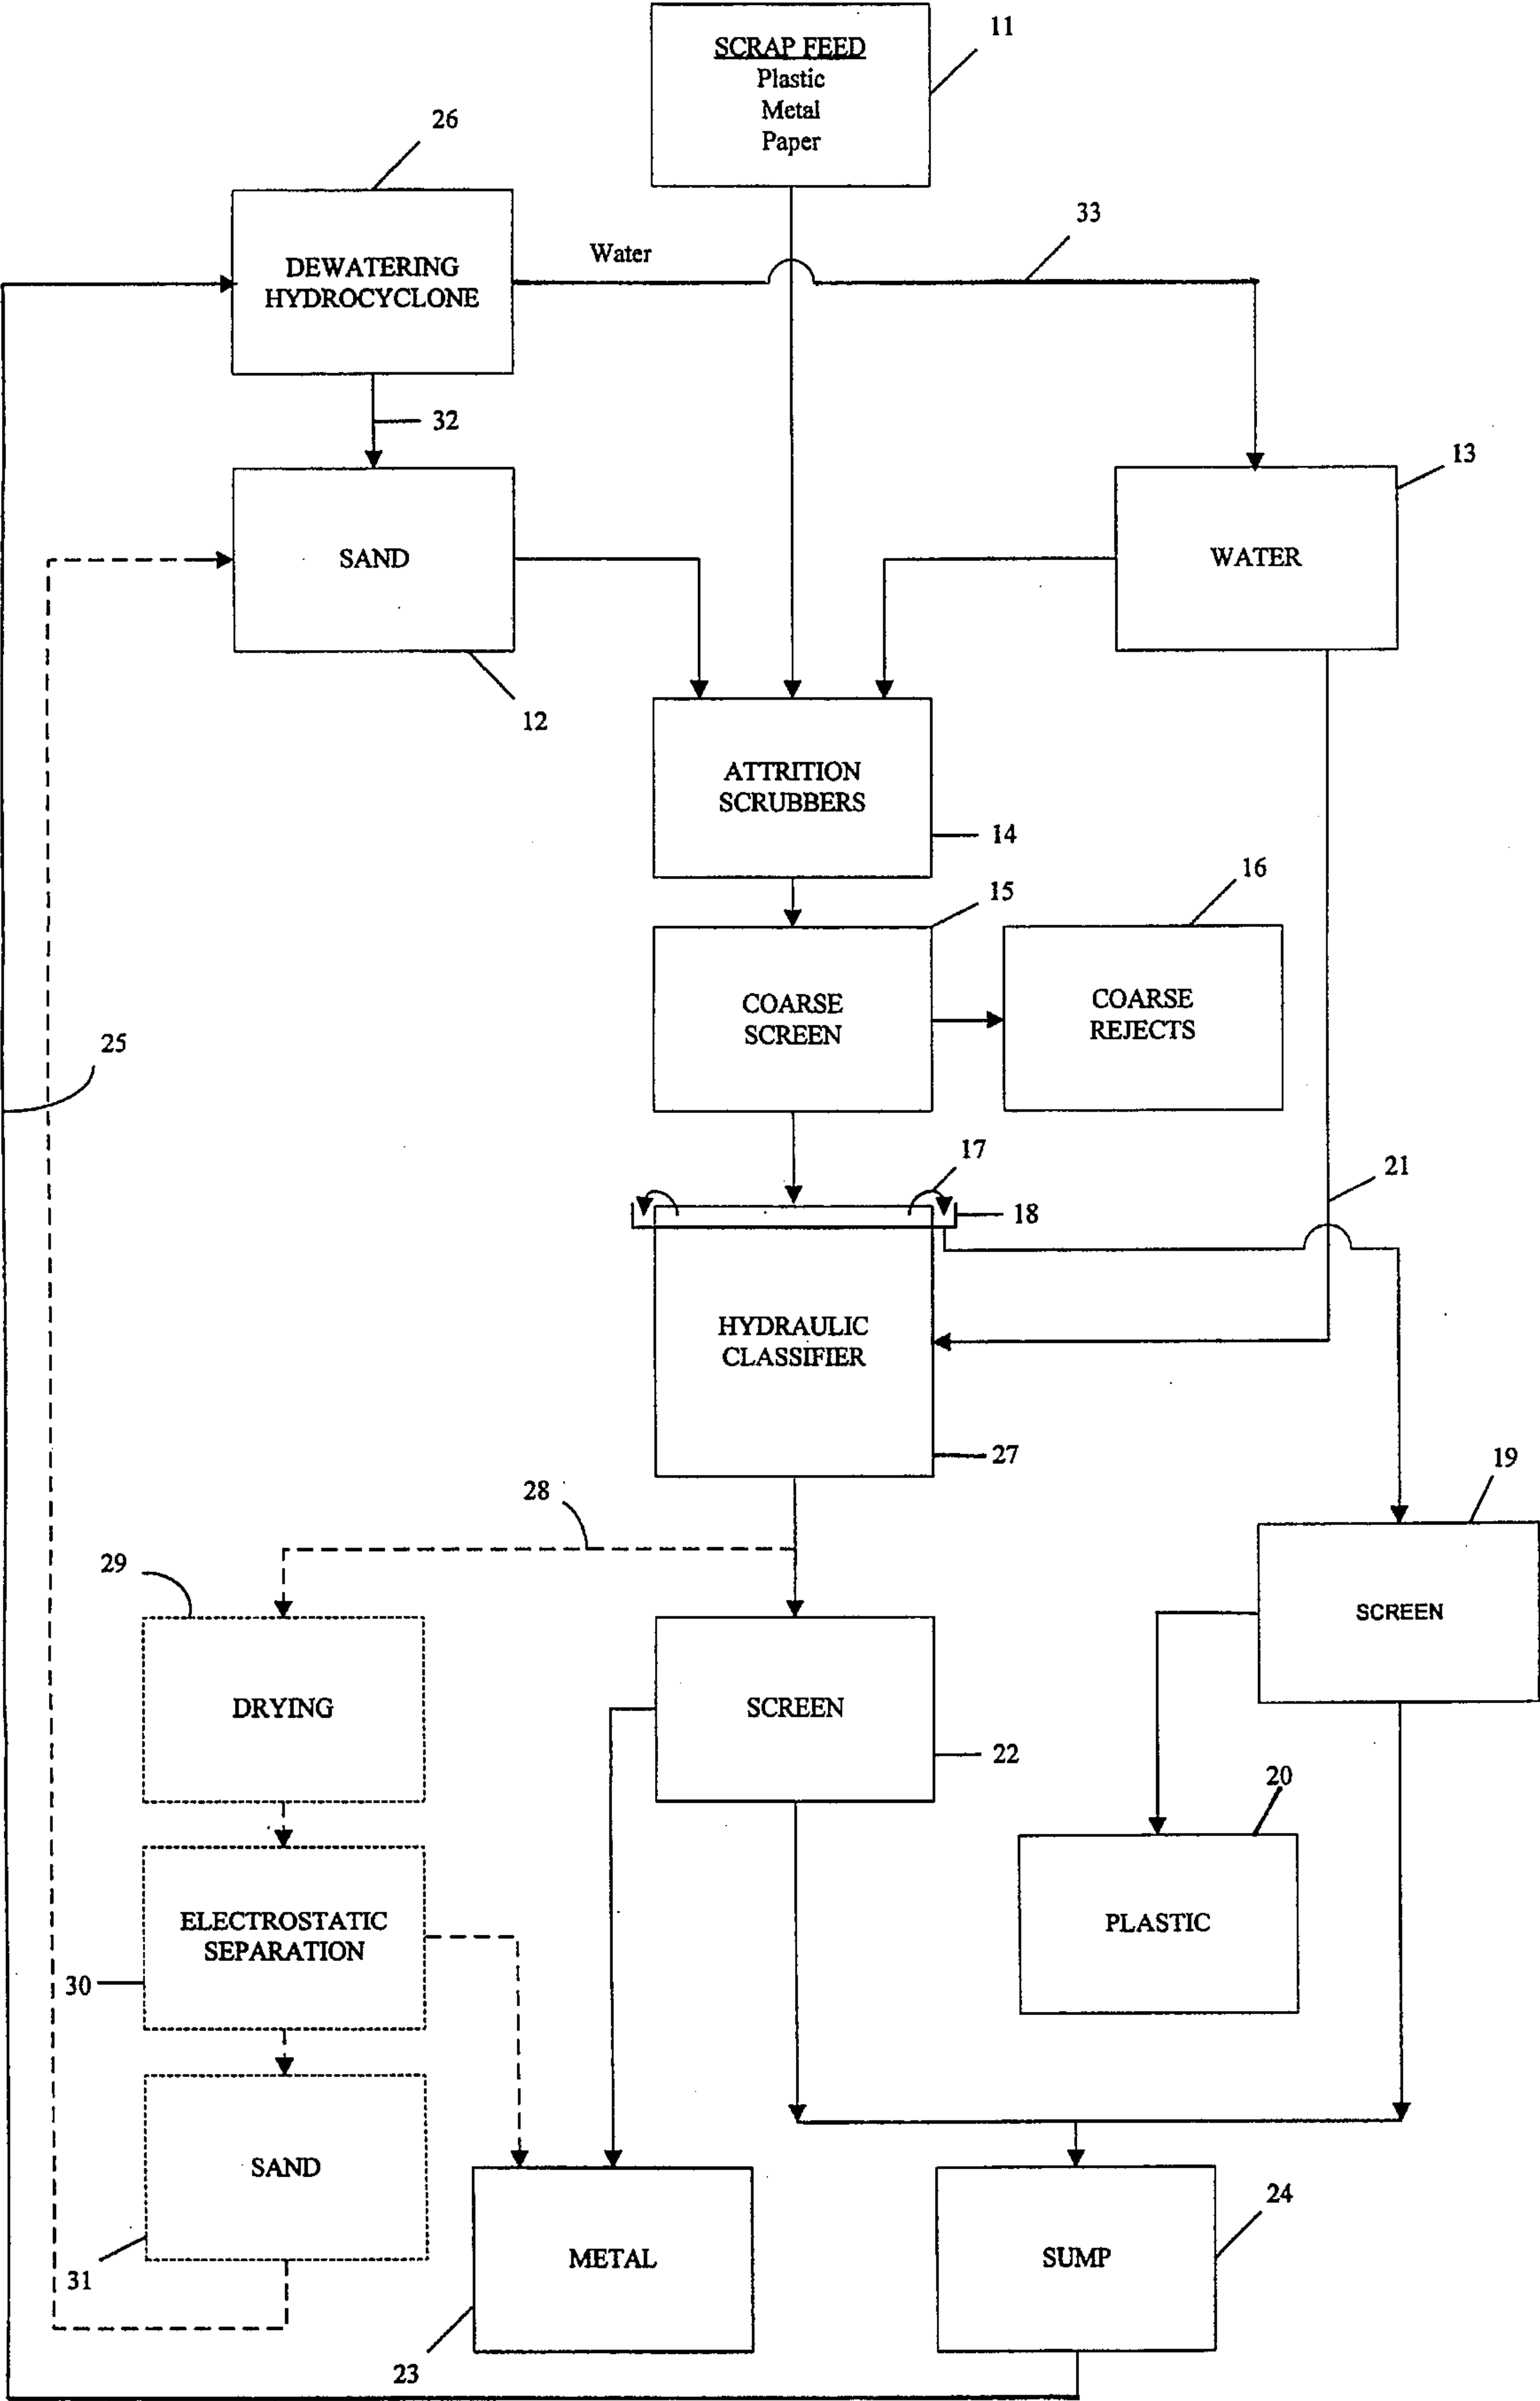 11
SCRAP FEED
Plastic
Metal
Paper
26
33
Water
DEWATERING
HYDROCYCLONE
32
13
SAND
WATER
12
ATTRITION
SCRUBBERS
14
15
16
COARSE
SCREEN
COARSE
REJECTS
25
17
21
18
HYDRAULIC
CLASSIFIER
27
19
28
29
SCREEN
DRYING
SCREEN
22
20
ELECTROSTATIC
SEPARATION
PLASTIC
30
SAND
24
31
METAL
SUMP
23